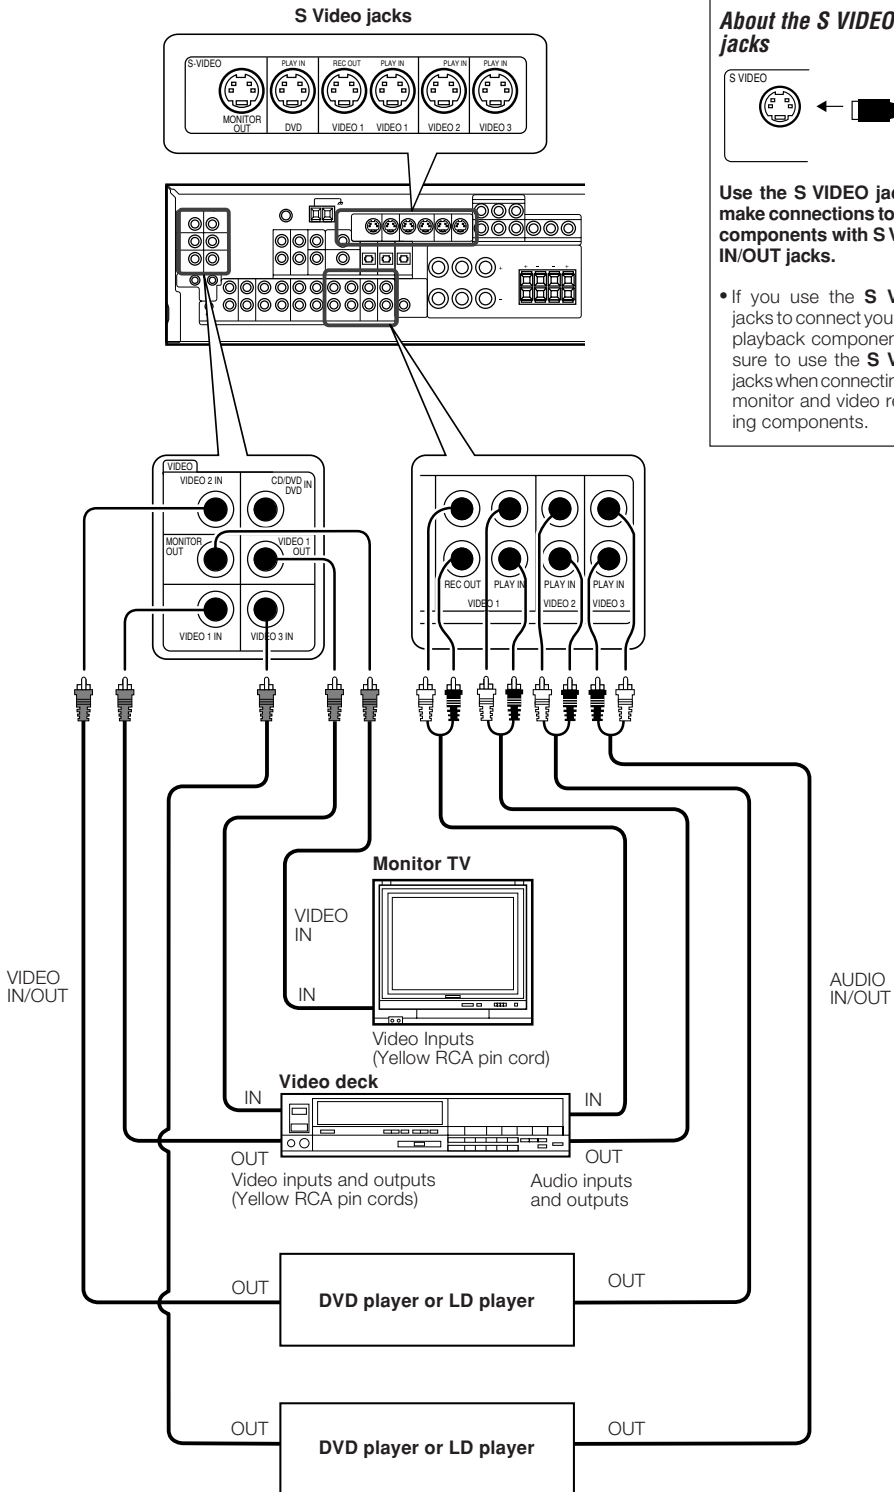 S Video jacks
S-VIDEO
PLAY IN
REC OUT
PLAY IN
PLAY IN
PLAY IN
MONITOR
OUT
DVD
VIDEO 1
VIDEO 1
VIDEO 2
VIDEO 3
About the S VIDEO
jacks
S VIDEO
Use the S VIDEO
make connections to
components with S
IN/OUT jacks.
• If you use the S
jacks to connect
playback
sure to use the S
jacks when
monitor and video
ing components.
+ - - +
+
-
VIDEO
VIDEO 2 IN
CD/DVD
DVD IN
MONITOR
OUT
VIDEO 1
OUT
VIDEO 1 IN
VIDEO 3 IN
REC OUT
PLAY IN
PLAY IN
PLAY IN
VIDEO 1
VIDEO 2
VIDEO 3
Monitor TV
VIDEO
IN
IN
VIDEO
IN/OUT
AUDIO
IN/OUT
Video Inputs
(Yellow RCA pin cord)
Video deck
IN
IN
OUT
OUT
Video inputs and outputs
(Yellow RCA pin cords)
Audio inputs
and outputs
OUT
DVD player or LD player
OUT
OUT
DVD player or LD player
OUT